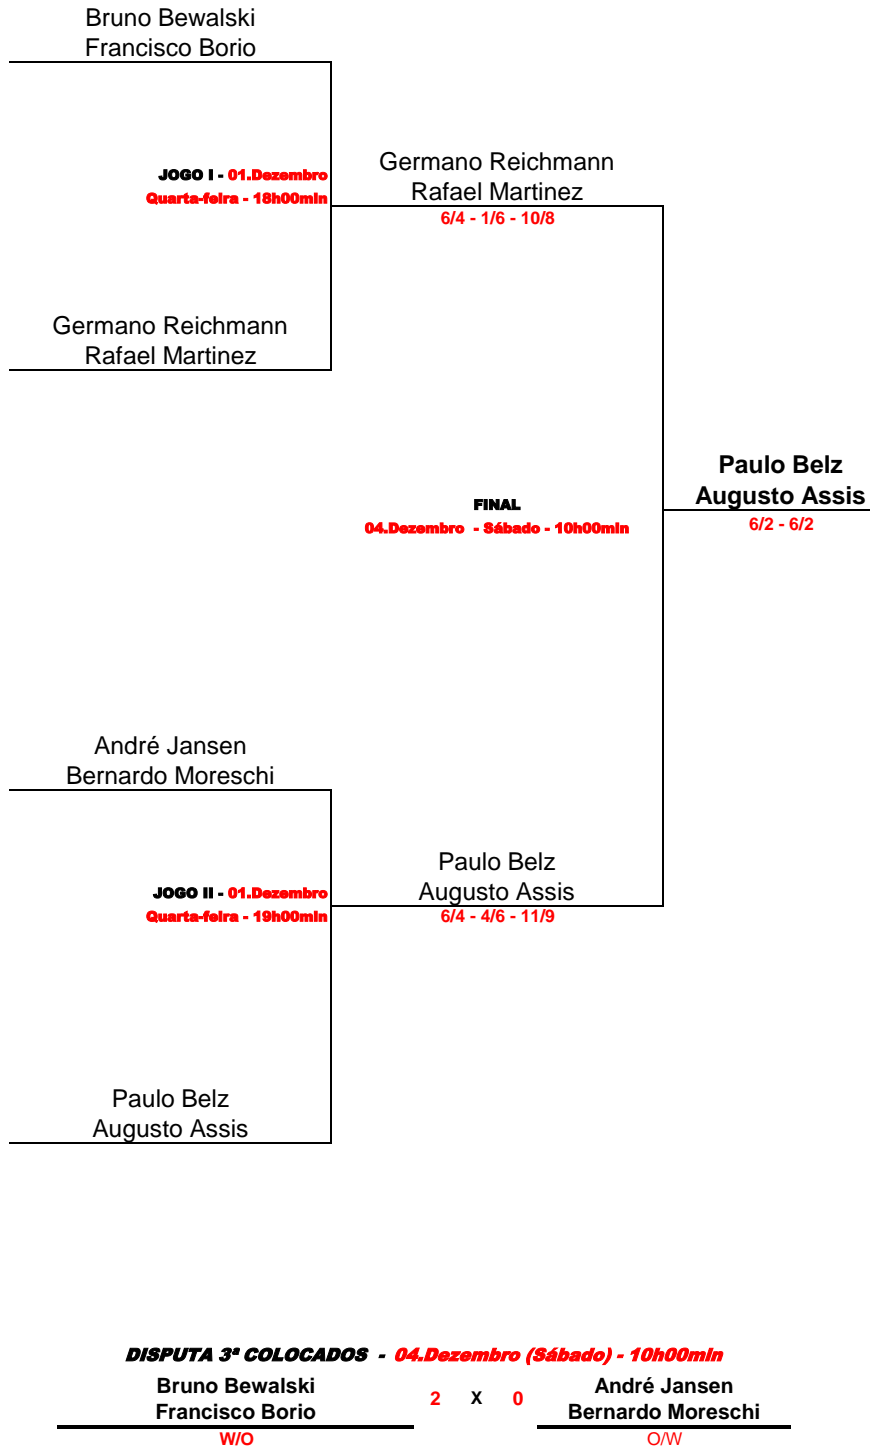 Bruno Bewalski
Francisco Borio
JOGO I - 01.Dezembro
Quarta-feira - 18h00min
Germano Reichmann
Rafael Martinez
6/4 - 1/6 - 10/8
Germano Reichmann
Rafael Martinez
Paulo Belz
Augusto Assis
6/2 - 6/2
FINAL
04.Dezembro - Sábado - 10h00min
André Jansen
Bernardo Moreschi
JOGO II - 01.Dezembro
Quarta-feira - 19h00min
Paulo Belz
Augusto Assis
6/4 - 4/6 - 11/9
Paulo Belz
Augusto Assis
DISPUTA 3ª COLOCADOS - 04.Dezembro (Sábado) - 10h00min
Bruno Bewalski
Francisco Borio
W/O
2 X 0
André Jansen
Bernardo Moreschi
O/W